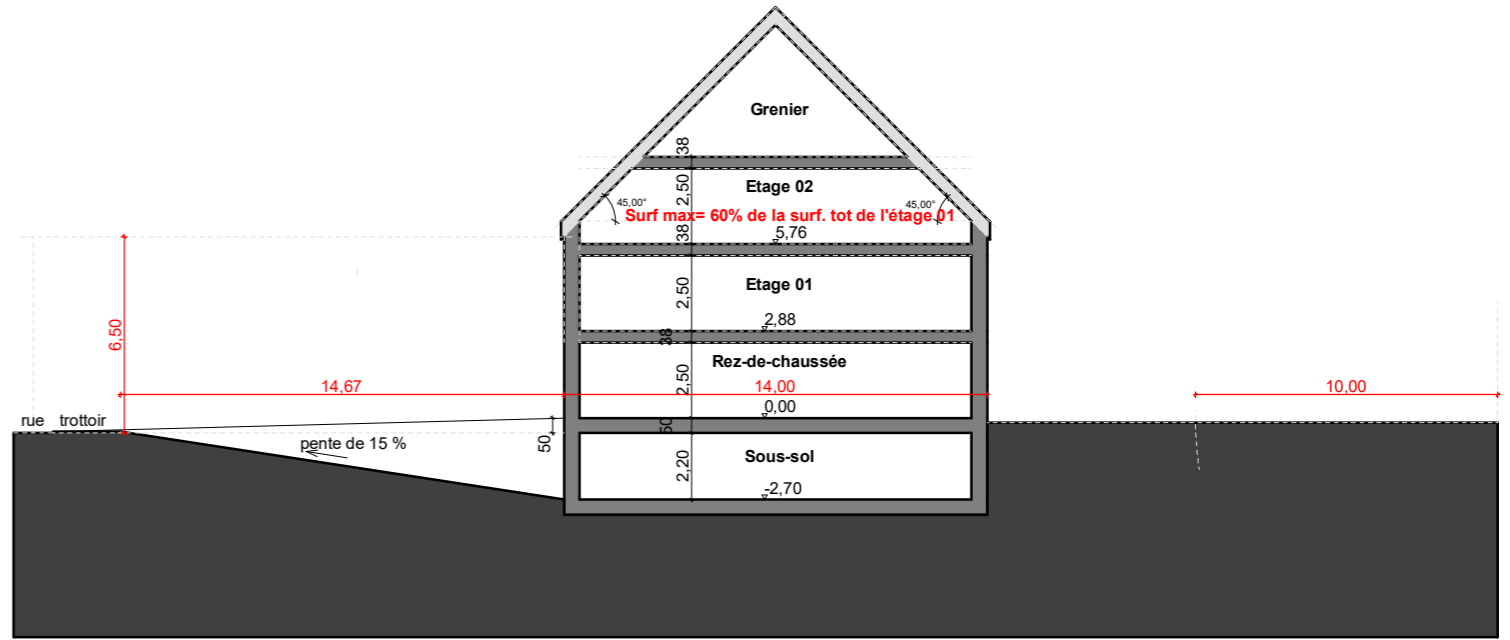 Grenier
38
2,50
Etage 02
45,00°
45,00°
Surf max= 60% de la surf. tot de l'étage 01
38
5,76
2,50
Etage 01
2,88
38
6,50
Rez-de-chaussée
2,50
14,67
14,00
10,00
0,00
rue trottoir
50
50
pente de 15 %
Sous-sol
2,20
-2,70